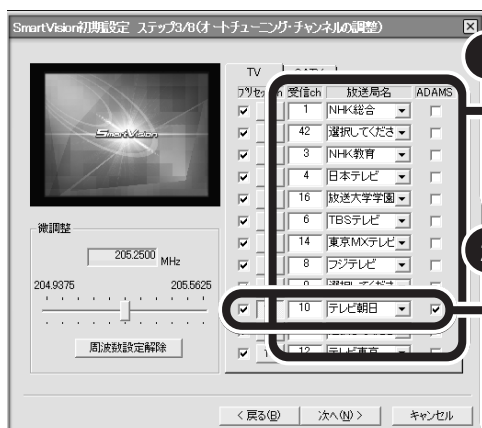 SmartVision初期設定 ステップ3/8(オートチューニング・チャンネルの調整)
SmartVision
TV
受信ch 放送局名 ADAMS
1 NHK総合
42 選択してくださ
3 NHK教育
4 日本テレビ
16 放送大学学園
6 TBSテレビ
14 東京MXテレビ
8 フジテレビ
10 テレビ朝日
12 テレビ東京
微調整
205.2500 MHz
204.9375 205.5625
周波数設定解除
< 戻る(B) 次へ(N) > キャンセル